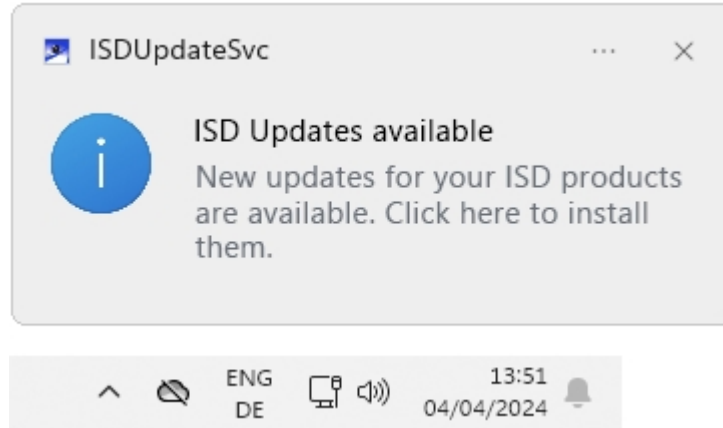 ISDUpdateSvc
ISD Updates available
New updates for your ISD products
are available. Click here to install
them.
ENG
DE
13:51
04/04/2024